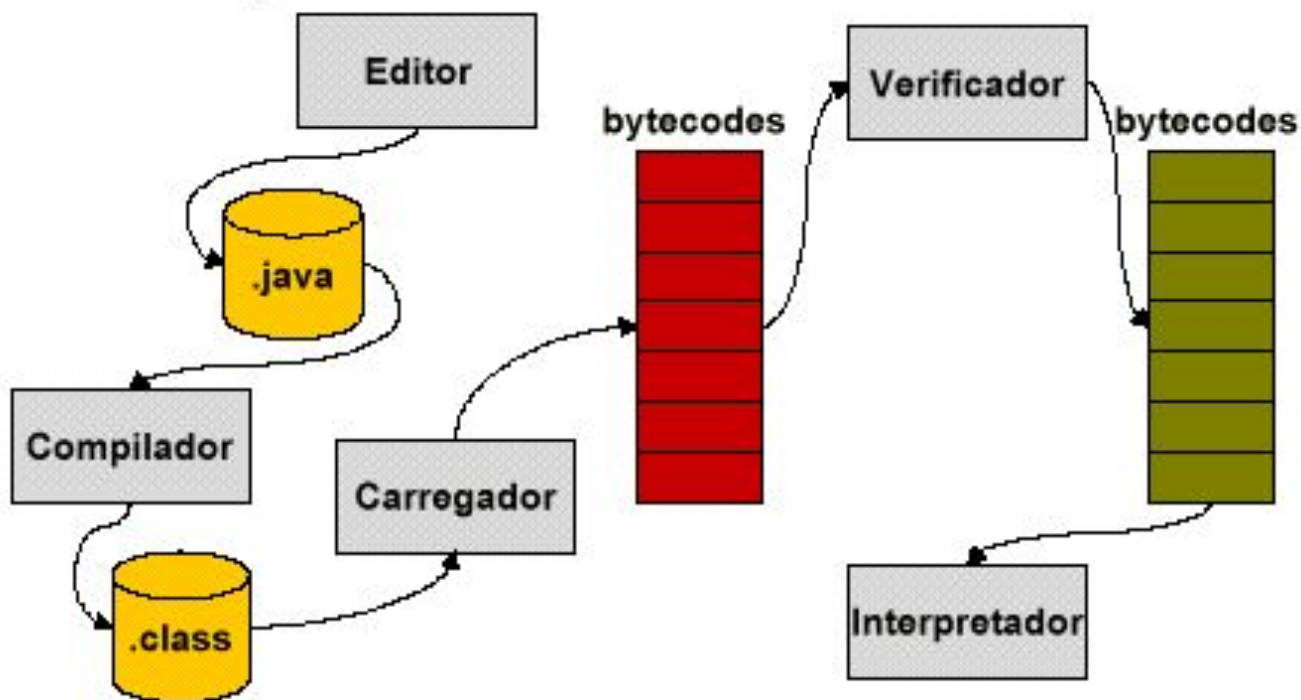 Editor
.java
Compilador
.class
Carregador
bytecodes
Verificador
bytecodes
Interpretador